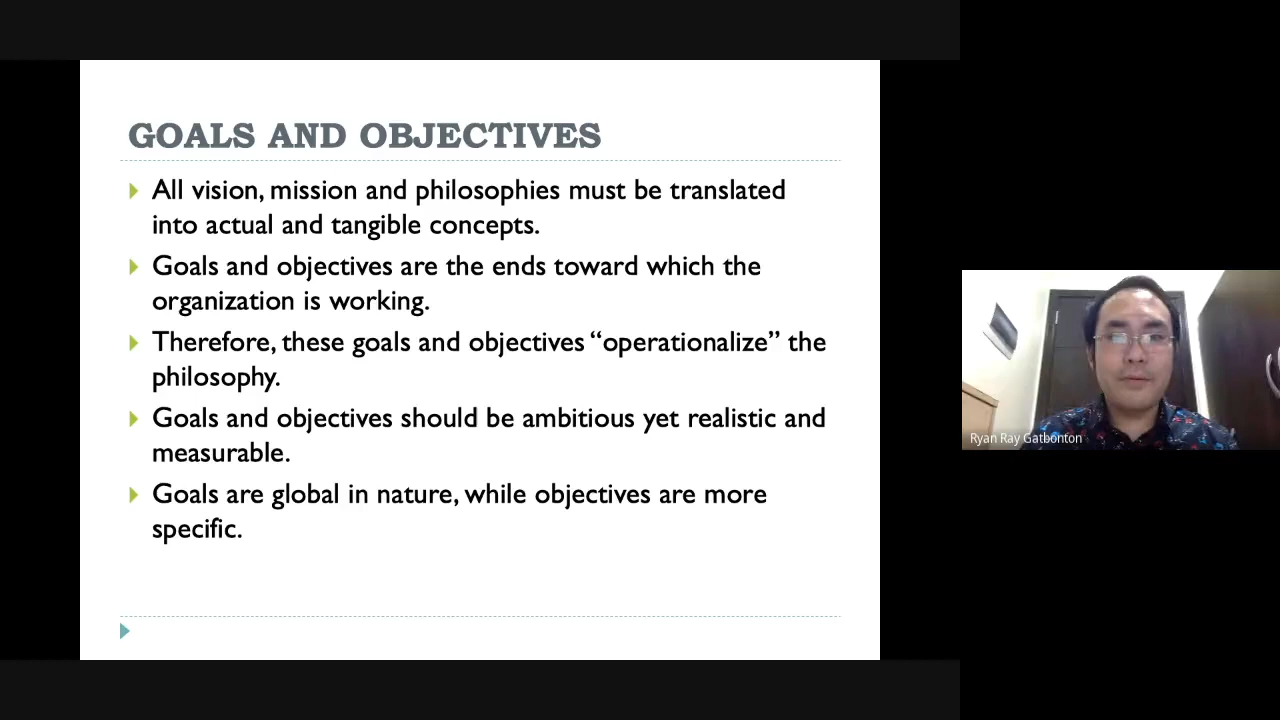 GOALS AND OBJECTIVES
All vision, mission and philosophies must be translated
into actual and tangible concepts.
Goals and objectives are the ends toward which the
organization is working.
Therefore, these goals and objectives “operationalize” the
philosophy.
Goals and objectives should be ambitious yet realistic and
measurable.
Goals are global in nature, while objectives are more
specific.
Ryan Ray Gatbonton